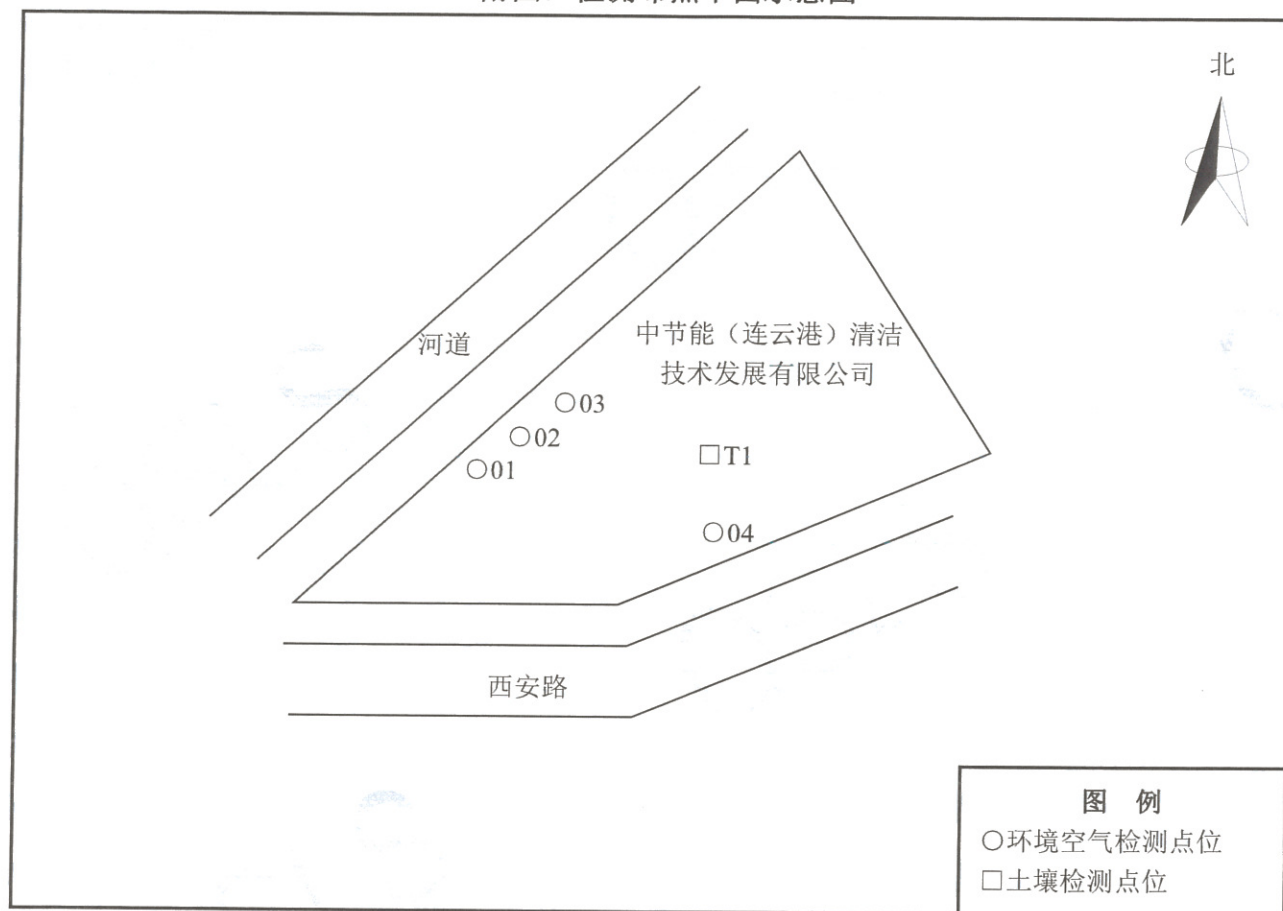 北
河道
中节能（连云港）清洁
技术发展有限公司
○03
○02
○01
□T1
○04
西安路
图 例
○环境空气检测点位
□土壤检测点位